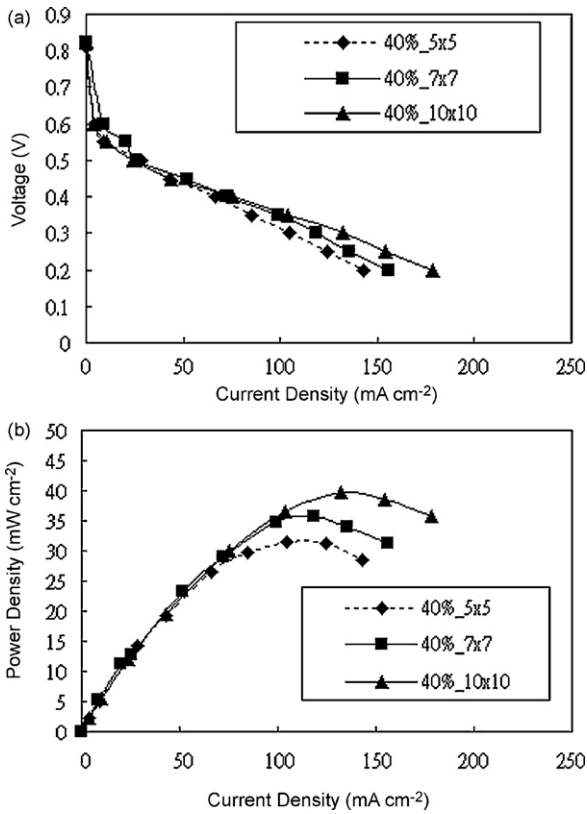 (a)
0.9
0.8
0.7
0.6
0.5
0.4
0.3
0.2
0.1
0
Voltage (V)
40%_5x5
40%_7x7
40%_10x10
0 50 100 150 200 250
Current Density (mA cm-2)
(b)
50
45
40
35
30
25
20
15
10
5
0
Power Density (mW cm-2)
40%_5x5
40%_7x7
40%_10x10
0 50 100 150 200 250
Current Density (mA cm-2)